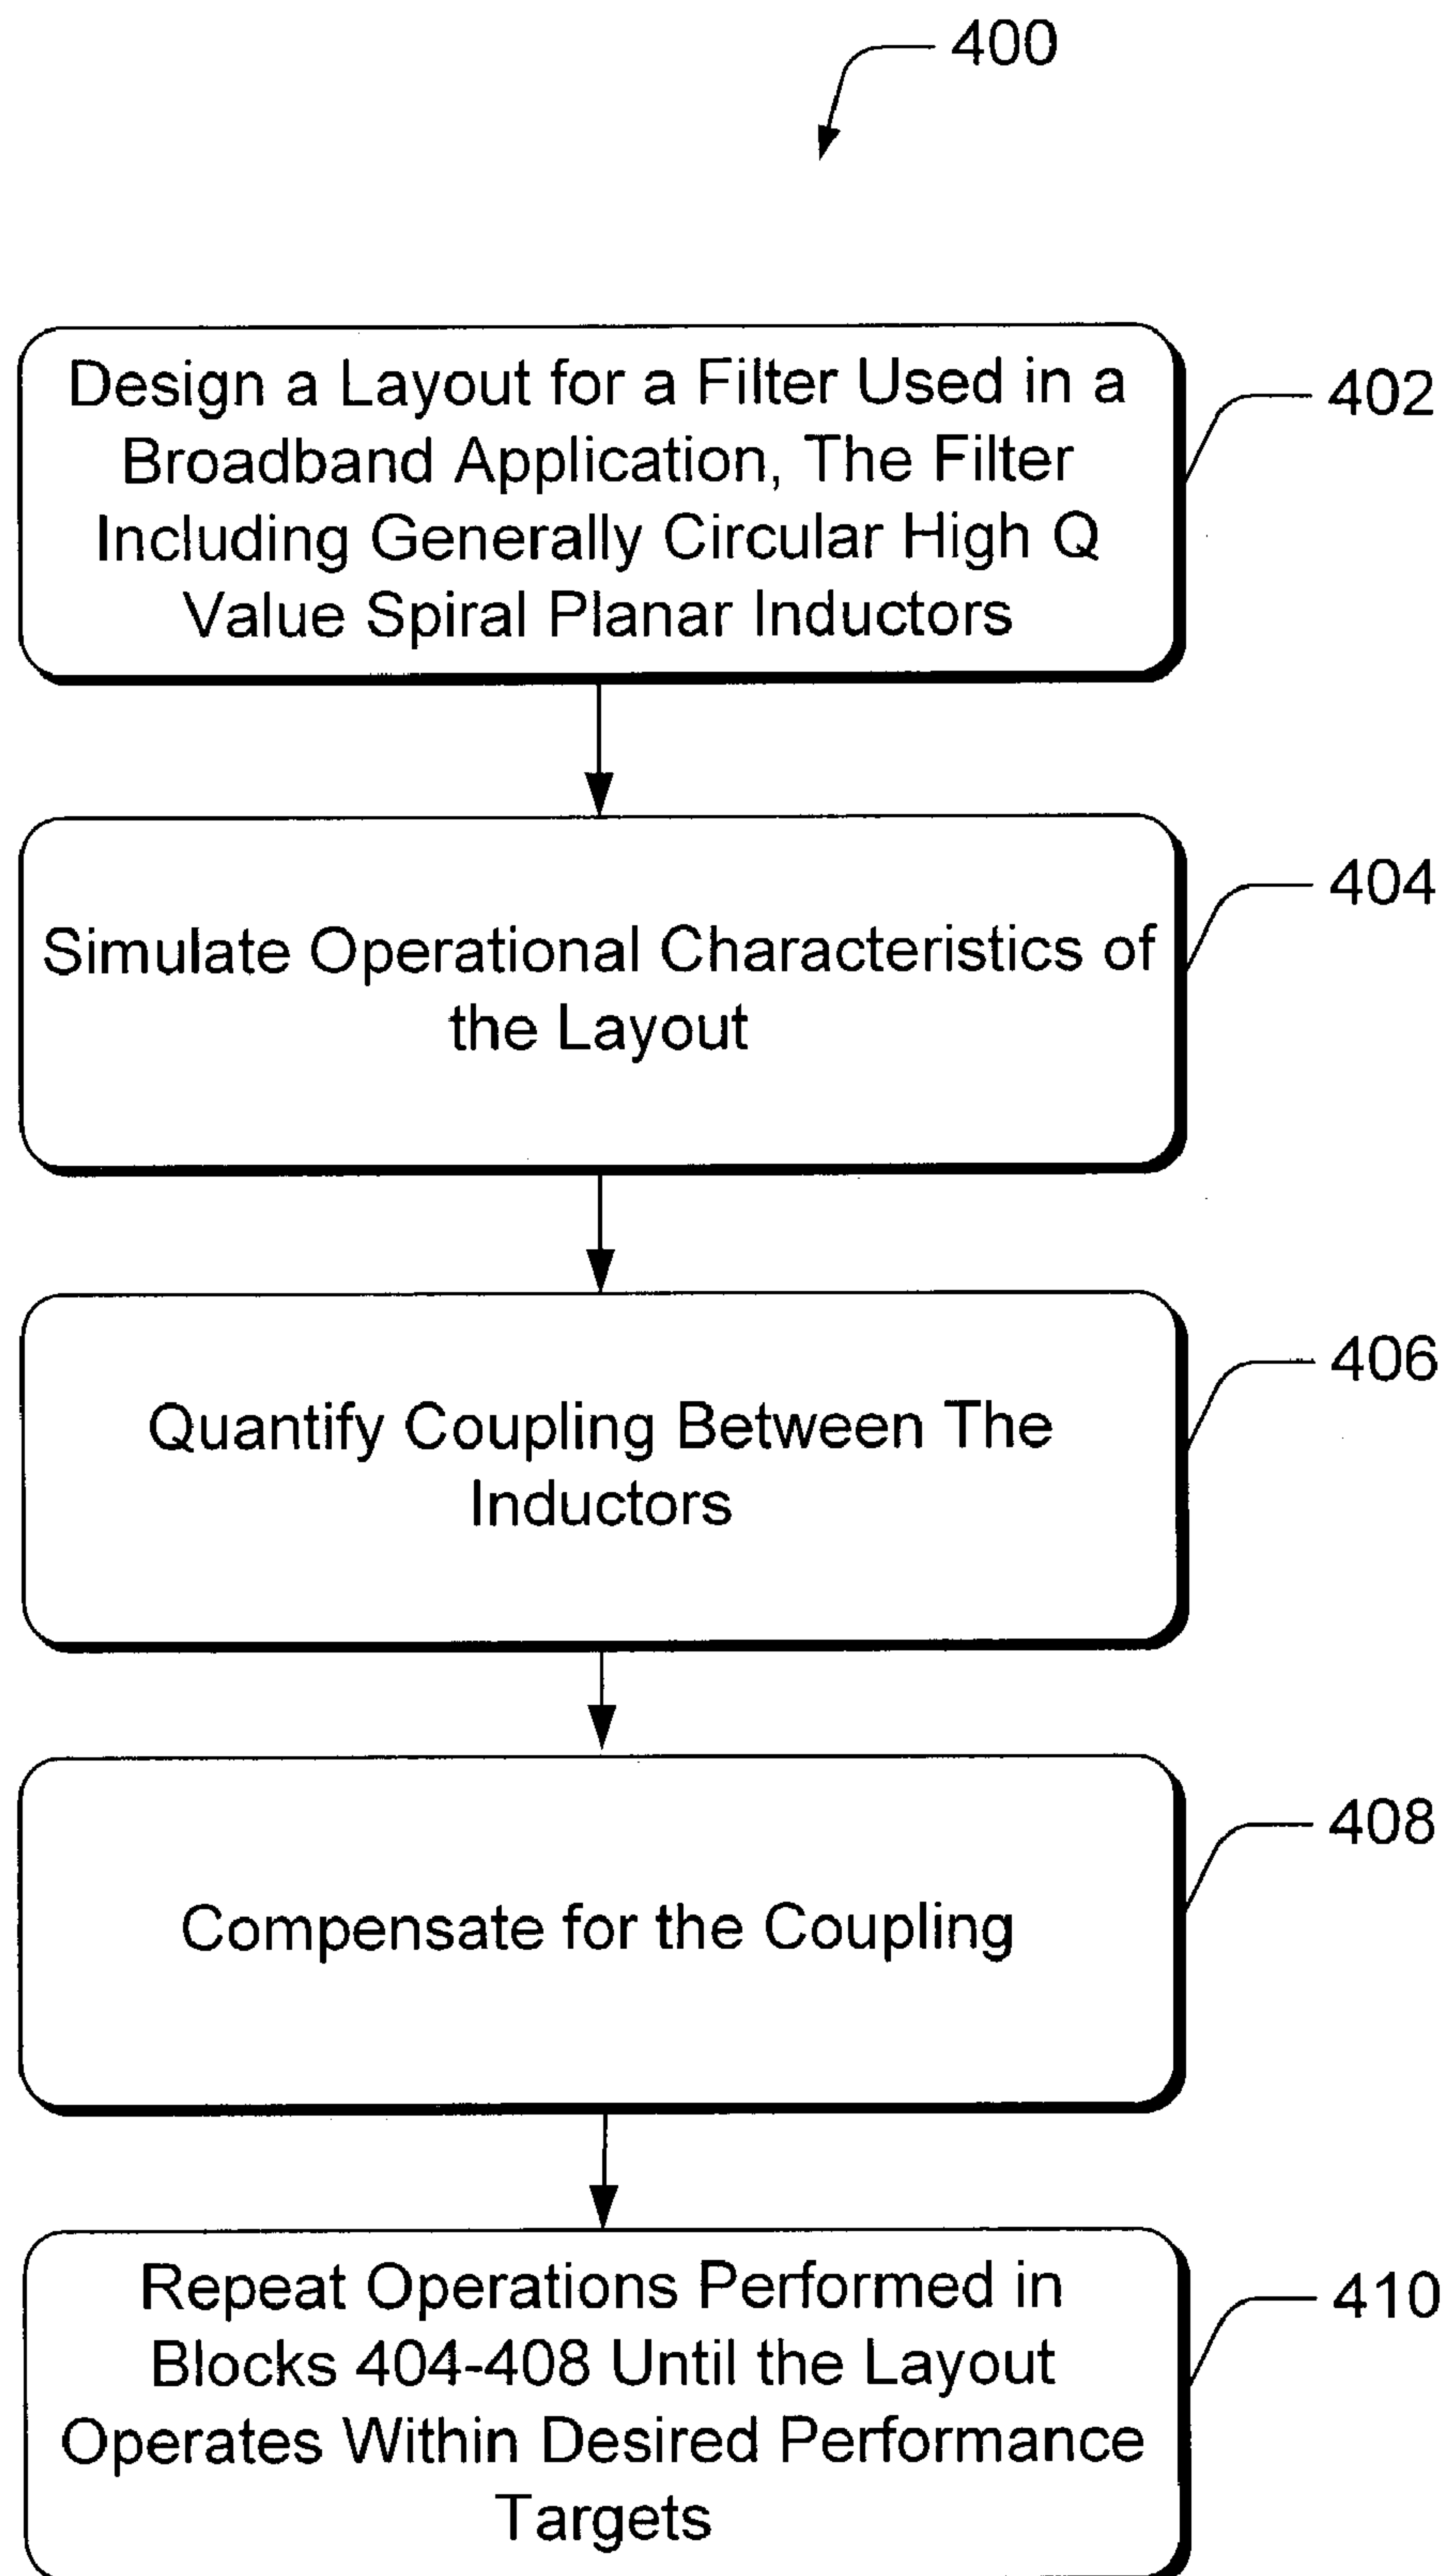 400
Design a Layout for a Filter Used in a
Broadband Application, The Filter
Including Generally Circular High Q
Value Spiral Planar Inductors
402
Simulate Operational Characteristics of
the Layout
404
Quantify Coupling Between The
Inductors
406
Compensate for the Coupling
408
Repeat Operations Performed in
Blocks 404-408 Until the Layout
Operates Within Desired Performance
Targets
410